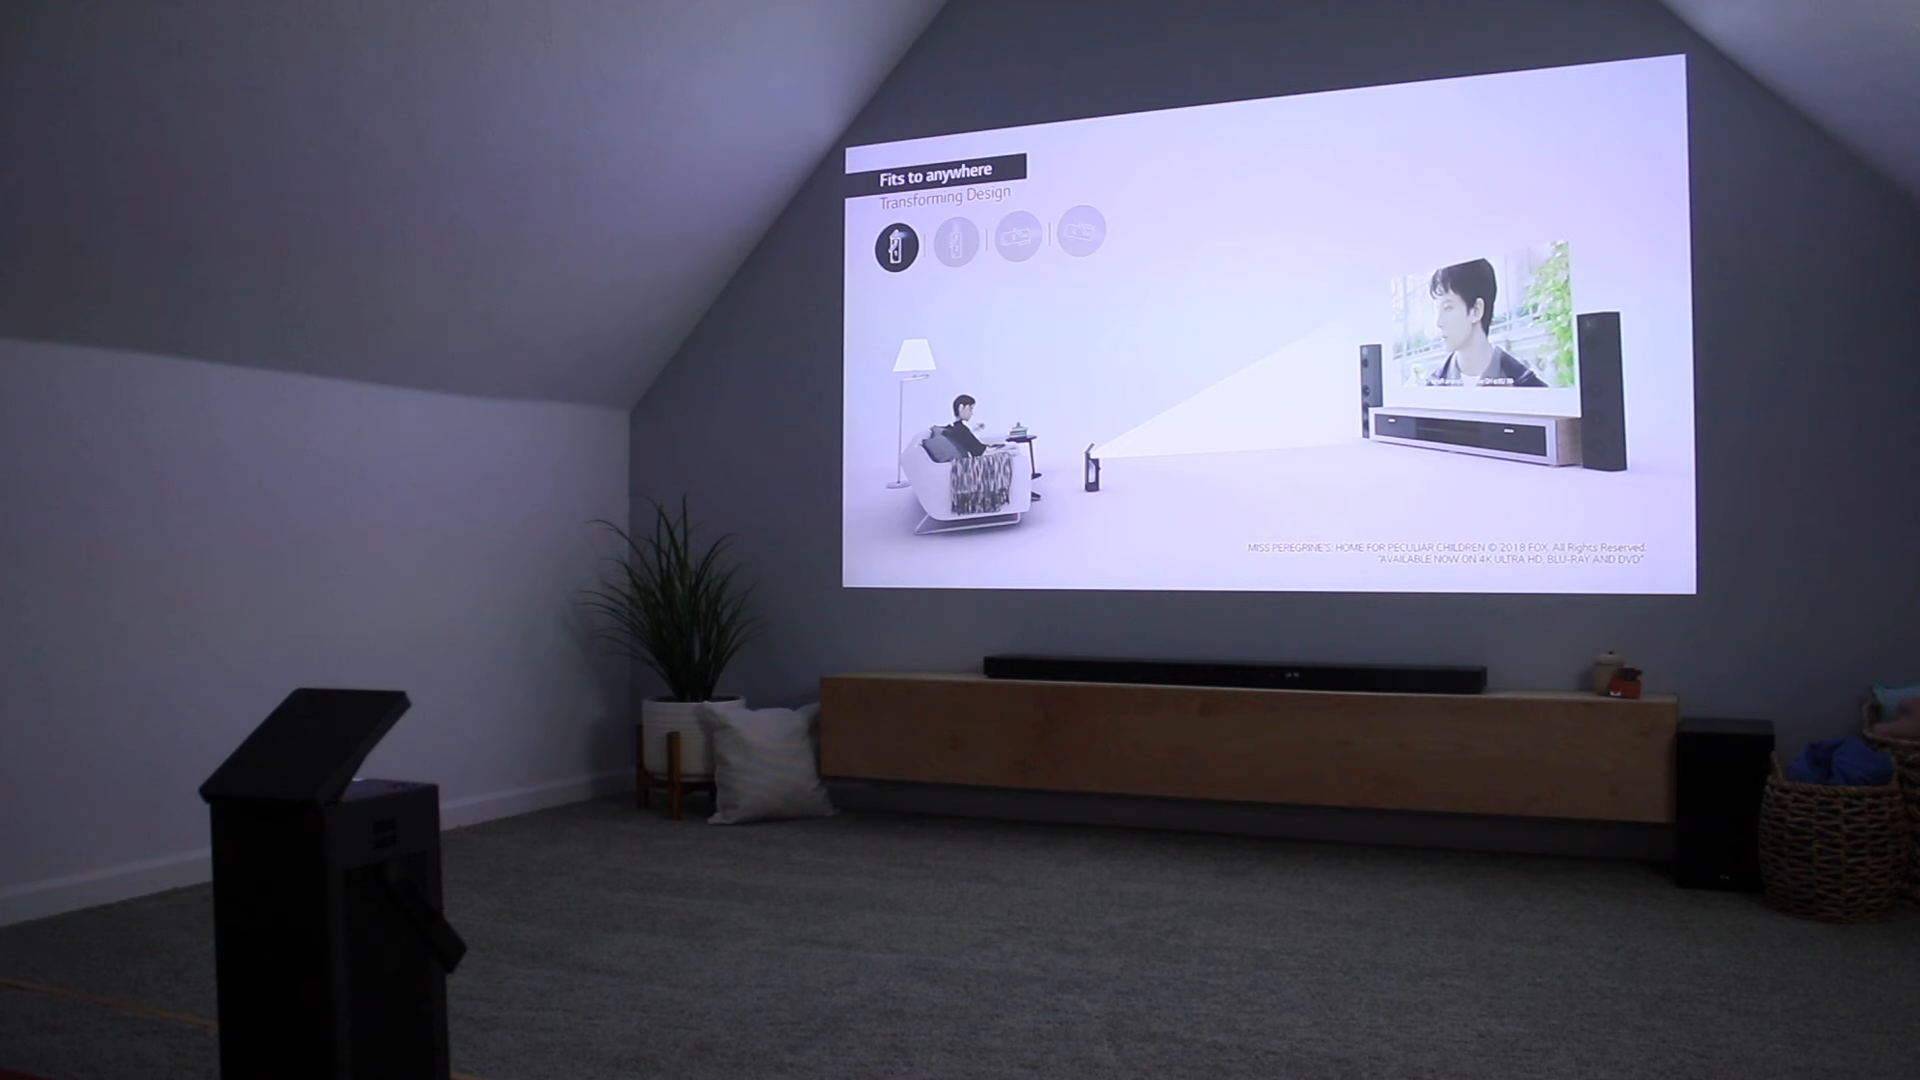 Fits to anywhere
Transforming Design
MISS PEREGRINE'S: HOME FOR PECULIAR CHILDREN © 2018 FOX. All Rights Reserved.
"AVAILABLE NOW ON 4K ULTRA HD, BLU-RAY AND DVD"